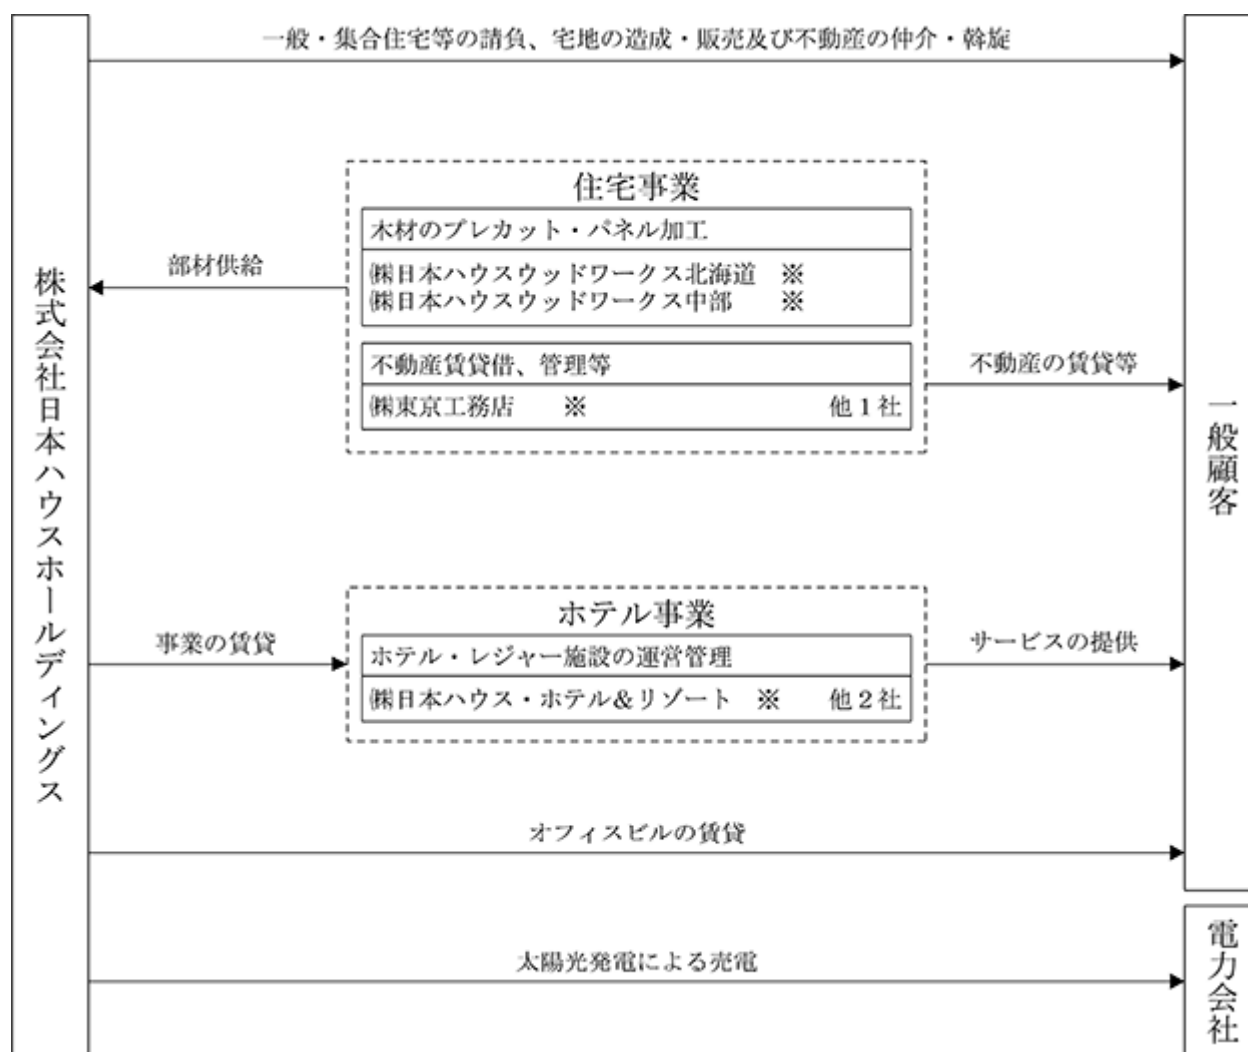 一般・集合住宅等の請負、宅地の造成・販売及び不動産の仲介・斡旋
株式会社日本ハウスホールディングス
住宅事業
木材のプレカット・パネル加工
㈱日本ハウスウッドワークス北海道　※
㈱日本ハウスウッドワークス中部　※
部材供給
不動産賃貸借、管理等
㈱東京工務店　※　他1社
不動産の賃貸等
一般顧客
ホテル事業
ホテル・レジャー施設の運営管理
㈱日本ハウス・ホテル&リゾート　※　他2社
事業の賃貸
サービスの提供
オフィスビルの賃貸
太陽光発電による売電
電力会社